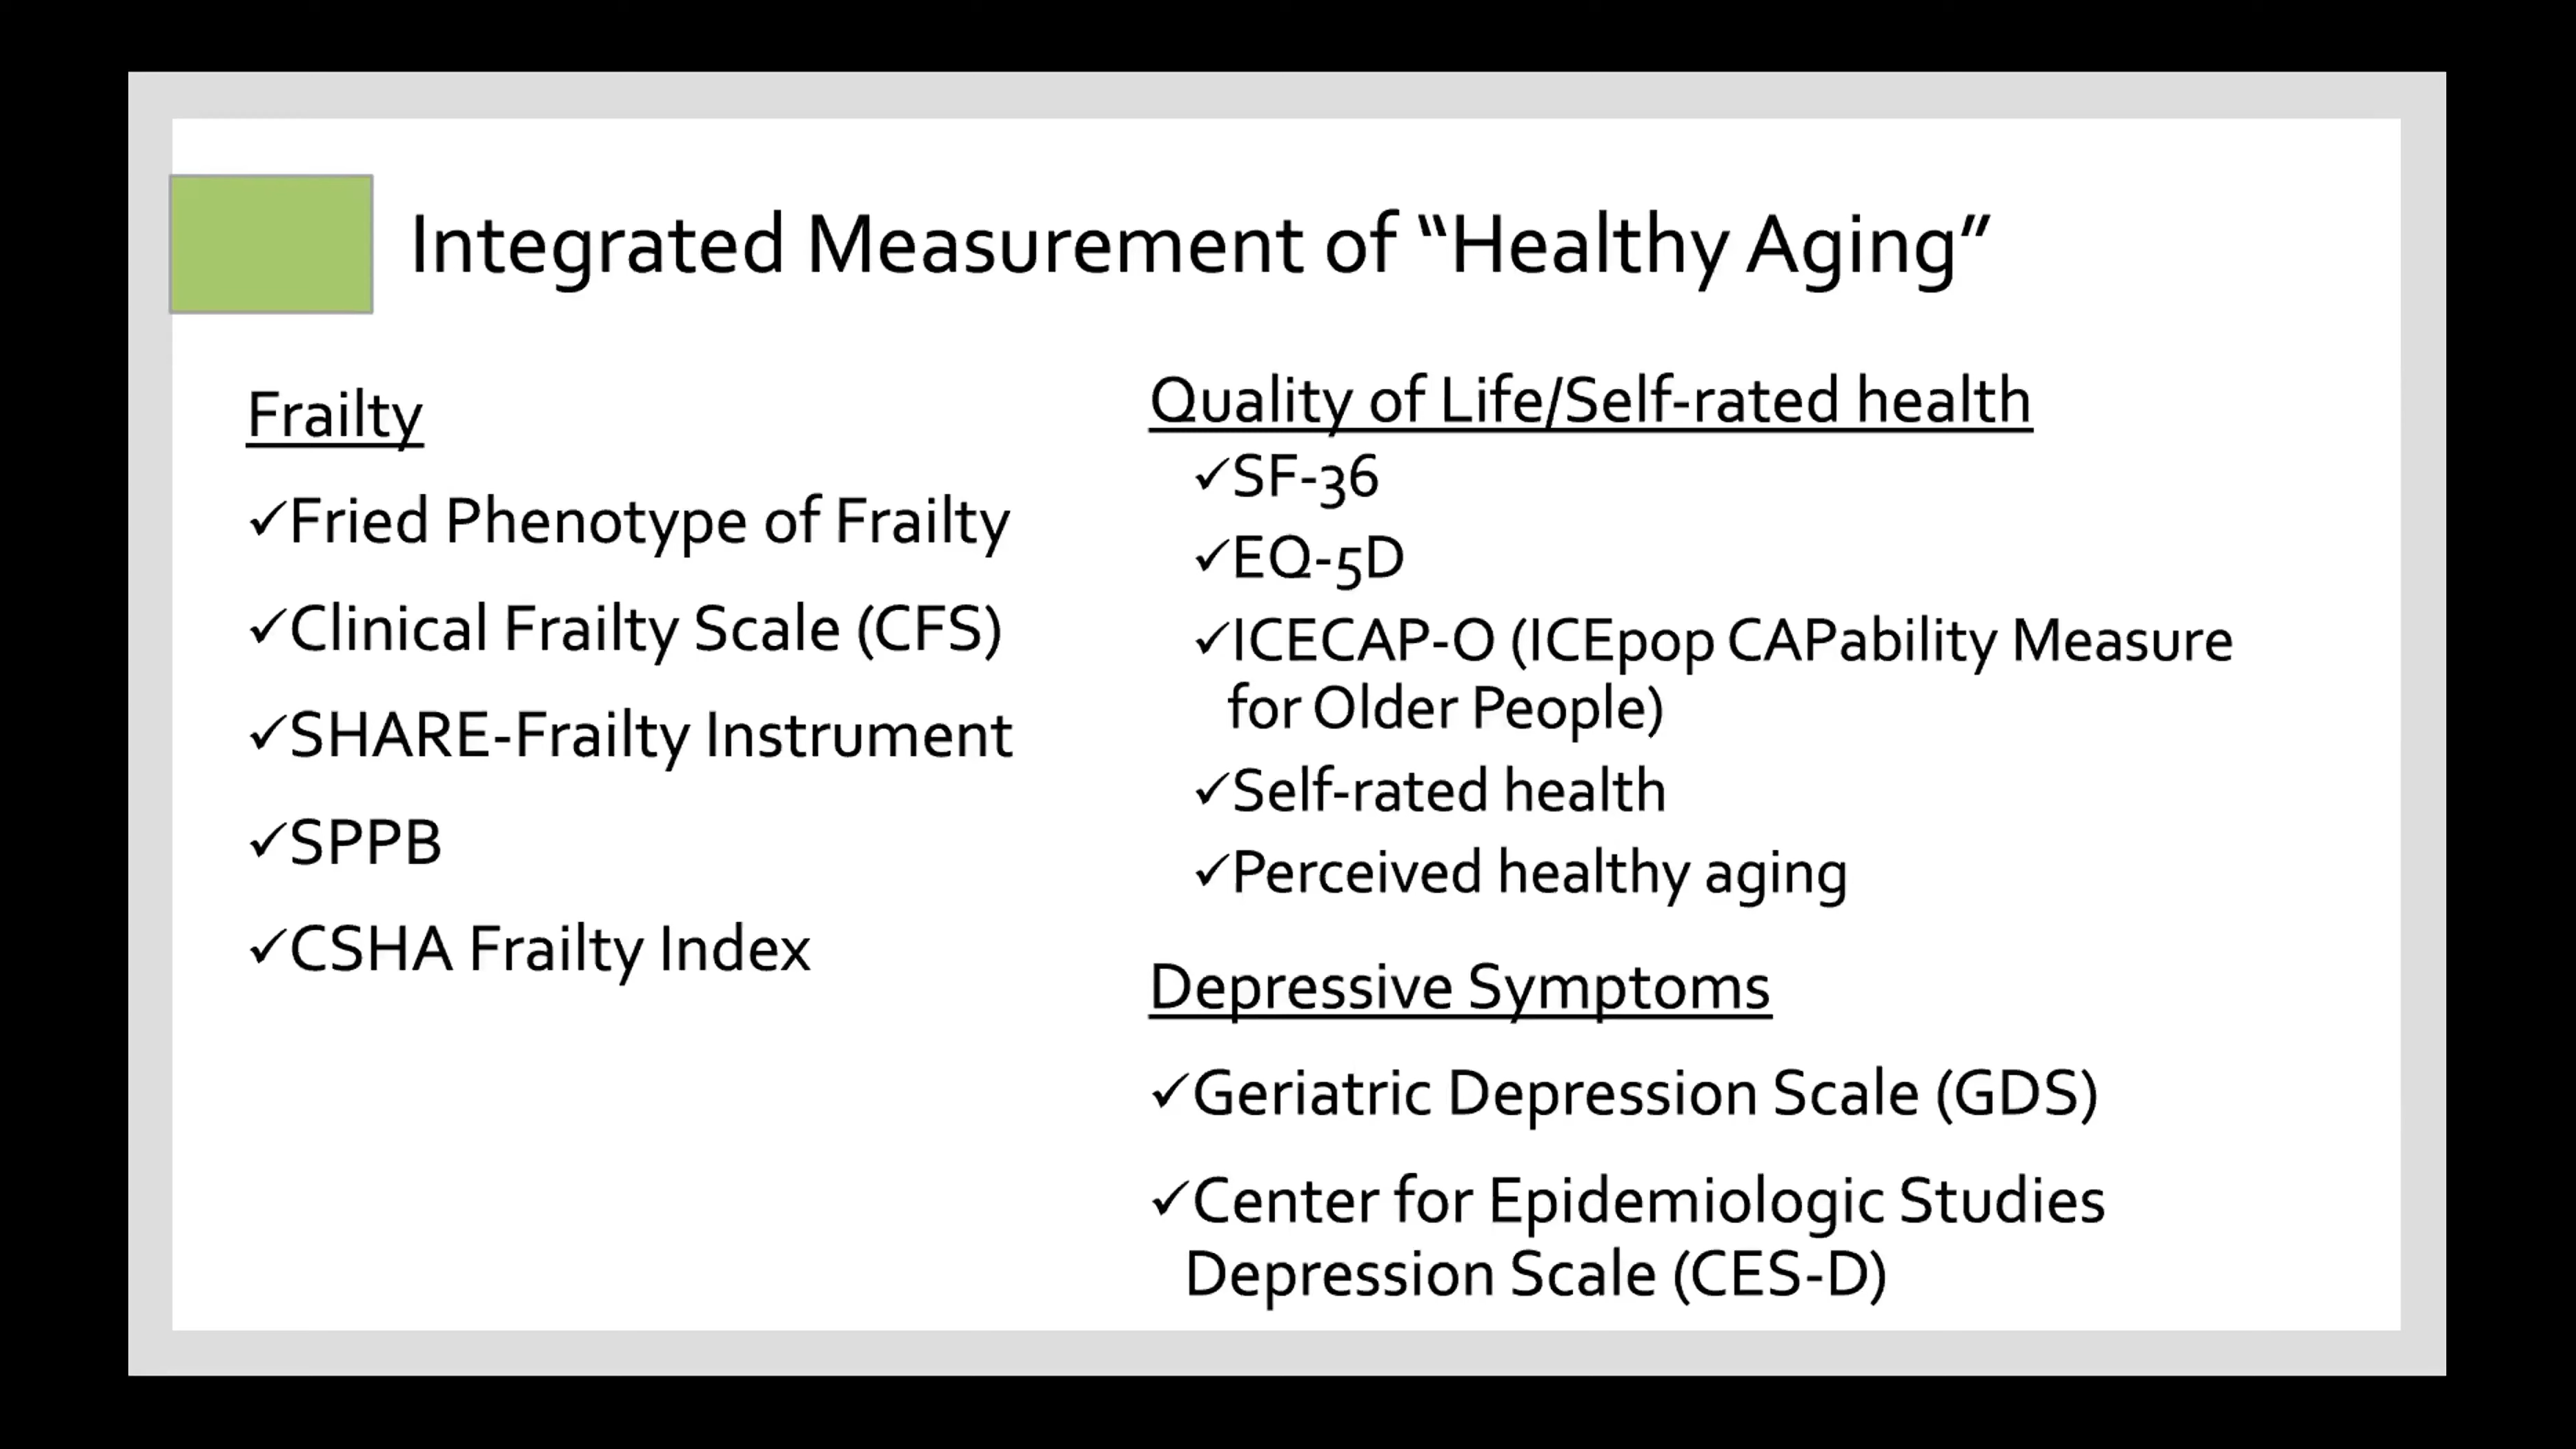 Integrated Measurement of “Healthy Aging”
Frailty
✓Fried Phenotype of Frailty
✓Clinical Frailty Scale (CFS)
✓SHARE-Frailty Instrument
✓SPPB
✓CSHA Frailty Index
Quality of Life/Self-rated health
✓SF-36
✓EQ-5D
✓ICECAP-O (ICEpop CAPability Measure
for Older People)
✓Self-rated health
✓Perceived healthy aging
Depressive Symptoms
✓Geriatric Depression Scale (GDS)
✓Center for Epidemiologic Studies
Depression Scale (CES-D)